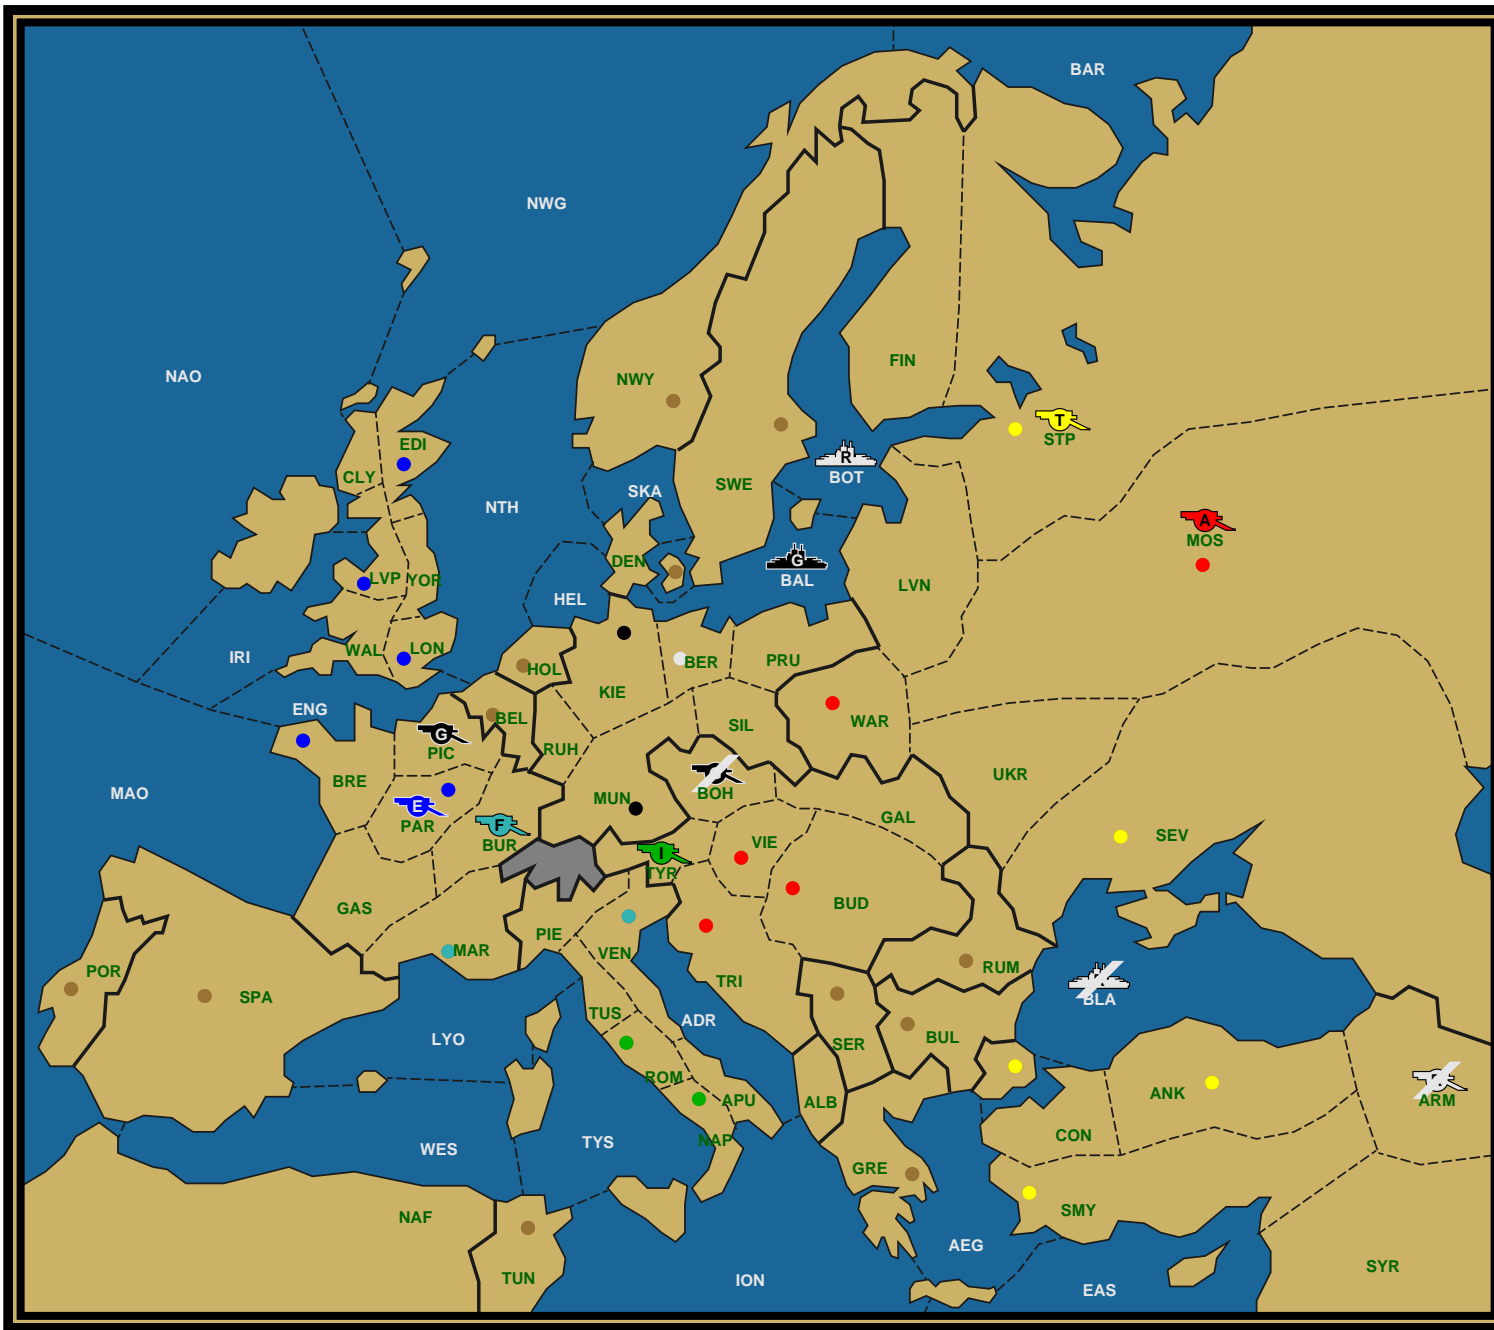 BAR
NWG
NAO
FIN
NWY
T
STP
EDI
R
CLY
BOT
SWE
SKA
NTH
A
MOS
G
DEN
BAL
LVP YOR
LVN
HEL
WAL
LON
IRI
HOL
BER
PRU
KIE
ENG
BEL
WAR
SIL
G
PIC
RUH
BOH
UKR
BRE
MAO
MUN
E
PAR
GAL
F
BUR
VIE
SEV
I
TYR
BUD
GAS
PIE
MAR
VEN
RUM
POR
TRI
SPA
BLA
TUS
ADR
LYO
SER
BUL
ROM
ANK
APU
ALB
ARM
NAP
CON
TYS
WES
GRE
SMY
NAF
AEG
SYR
TUN
ION
EAS